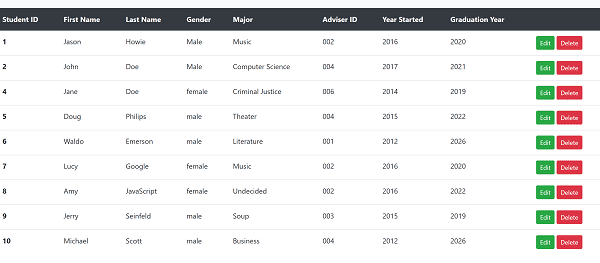 Student ID First Name Last Name Gender Major Adviser ID Year Started Graduation Year
1 Jason Howie Male Music 002 2016 2020 Edit Delete
2 John Doe Male Computer Science 004 2017 2021 Edit Delete
4 Jane Doe female Criminal Justice 006 2014 2019 Edit Delete
5 Doug Philips male Theater 004 2015 2022 Edit Delete
6 Waldo Emerson male Literature 001 2012 2026 Edit Delete
7 Lucy Google female Music 002 2016 2020 Edit Delete
8 Amy JavaScript female Undecided 002 2016 2022 Edit Delete
9 Jerry Seinfeld male Soup 003 2015 2019 Edit Delete
10 Michael Scott male Business 004 2012 2026 Edit Delete